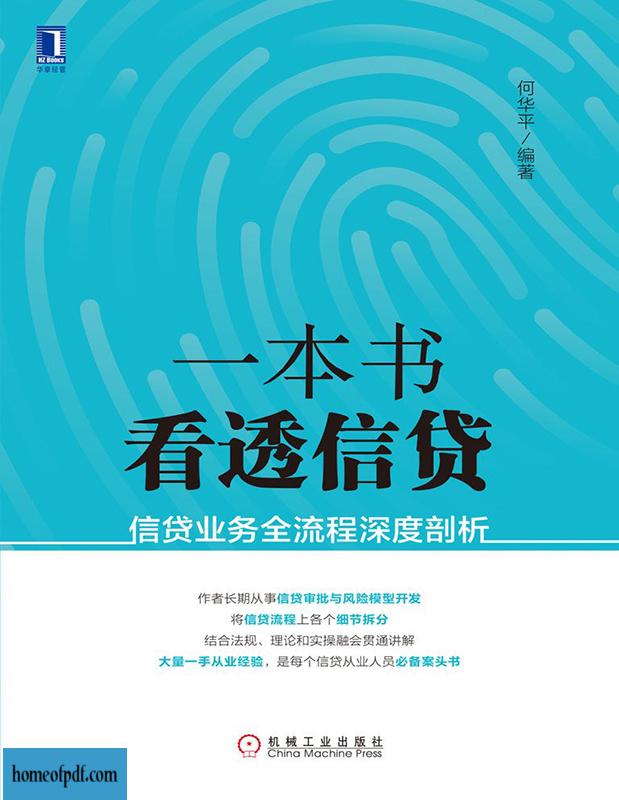 HZ Books
华章经管
何华平/编著
一本书
看透信贷
信贷业务全流程深度剖析
作者长期从事信贷审批与风险模型开发
将信贷流程上各个细节拆分
结合法规、理论和实操融会贯通讲解
大量一手从业经验，是每个信贷从业人员必备案头书
机械工业出版社
China Machine Press
homeofpdf.com